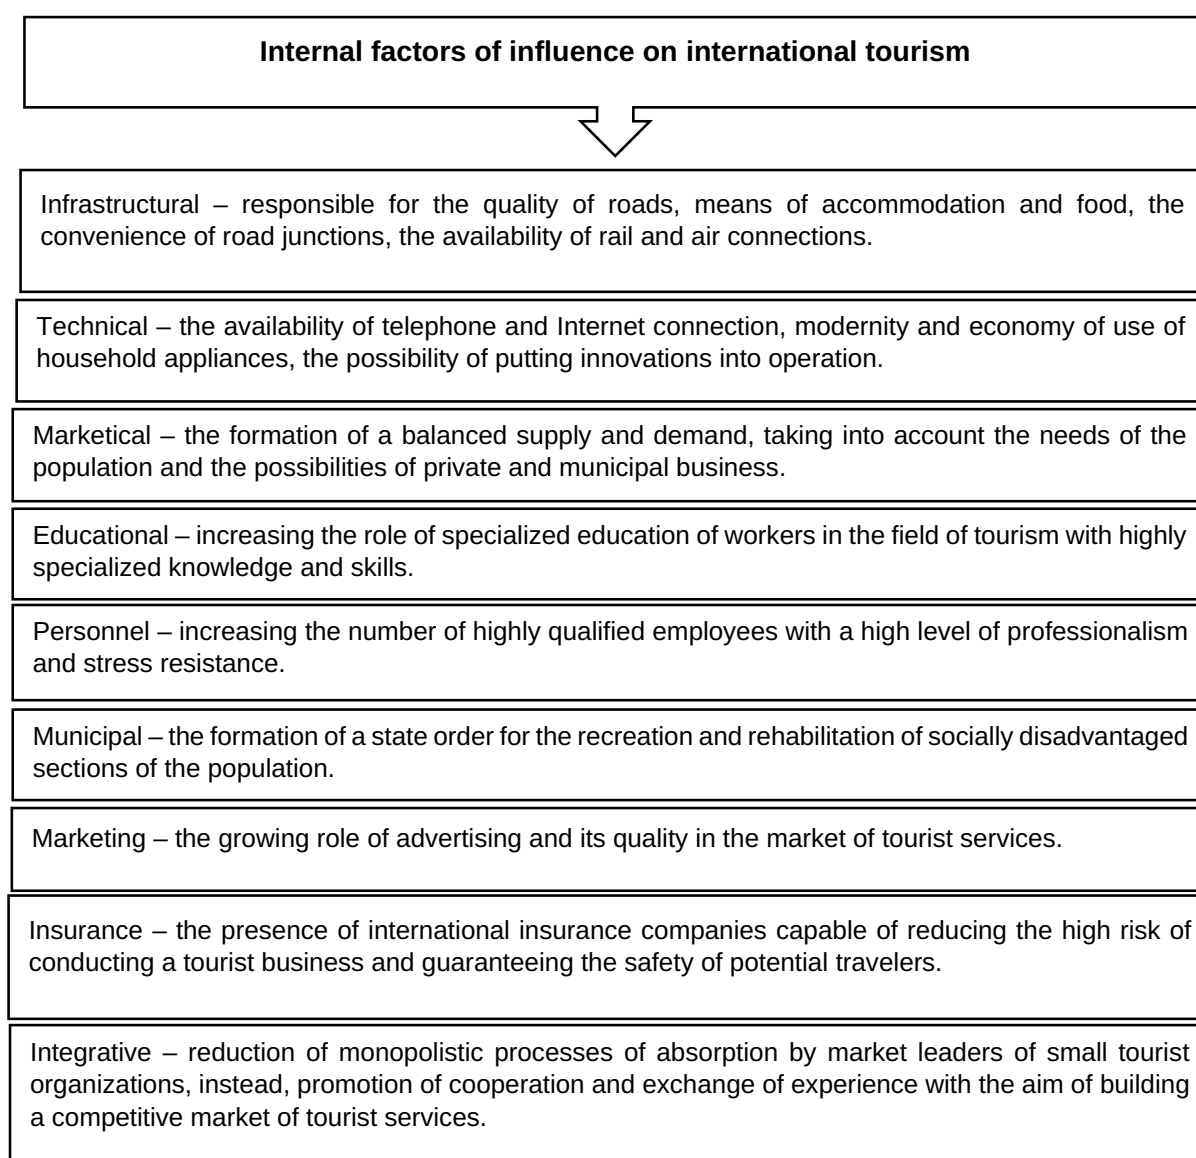 Internal factors of influence on international tourism
Infrastructural – responsible for the quality of roads, means of accommodation and food, the
convenience of road junctions, the availability of rail and air connections.
Technical – the availability of telephone and Internet connection, modernity and economy of use of
household appliances, the possibility of putting innovations into operation.
Marketical – the formation of a balanced supply and demand, taking into account the needs of the
population and the possibilities of private and municipal business.
Educational – increasing the role of specialized education of workers in the field of tourism with highly
specialized knowledge and skills.
Personnel – increasing the number of highly qualified employees with a high level of professionalism
and stress resistance.
Municipal – the formation of a state order for the recreation and rehabilitation of socially disadvantaged
sections of the population.
Marketing – the growing role of advertising and its quality in the market of tourist services.
Insurance – the presence of international insurance companies capable of reducing the high risk of
conducting a tourist business and guaranteeing the safety of potential travelers.
Integrative – reduction of monopolistic processes of absorption by market leaders of small tourist
organizations, instead, promotion of cooperation and exchange of experience with the aim of building
a competitive market of tourist services.